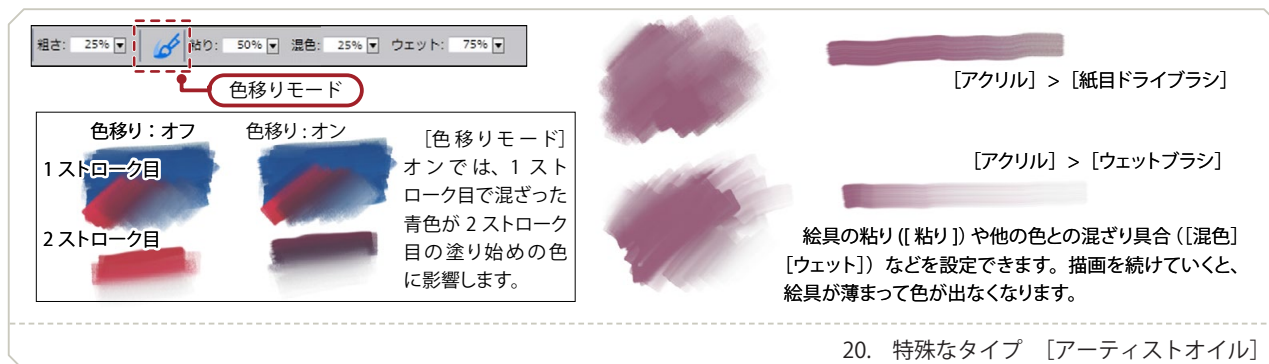 粗さ: 25% 粘り: 50% 混色: 25% ウェット: 75%
色移りモード
色移り：オフ
色移り：オン
1ストローク目
2ストローク目
［色移りモード］
オンでは、1スト
ローク目で混ざった
青色が2ストローク
目の塗り始めの色
に影響します。
［アクリル］>［紙目ドライブラシ］
［アクリル］>［ウェットブラシ］
絵具の粘り([粘り])や他の色との混ざり具合（［混色］
［ウェット］）などを設定できます。描画を続けていくと、
絵具が薄まって色が出なくなります。
20. 特殊なタイプ ［アーティストオイル］